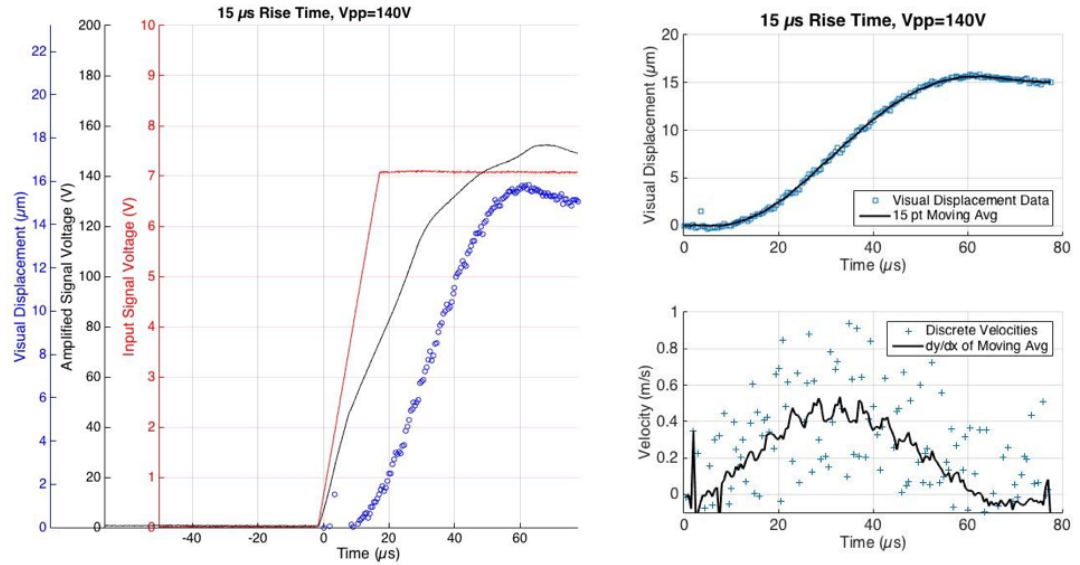 15 µs Rise Time, Vpp=140V
Visual Displacement (µm)
22
20
18
16
14
12
10
8
6
4
2
0
Amplified Signal Voltage (V)
200
180
160
140
120
100
80
60
40
20
0
Input Signal Voltage (V)
10
9
8
7
6
5
4
3
2
1
0
-40 -20 0 20 40 60
Time (µs)
15 µs Rise Time, Vpp=140V
Visual Displacement (µm)
20
15
10
5
0
Visual Displacement Data
15 pt Moving Avg
0 20 40 60 80
Time (µs)
Velocity (m/s)
1
0.8
0.6
0.4
0.2
0
Discrete Velocities
dy/dx of Moving Avg
0 20 40 60 80
Time (µs)